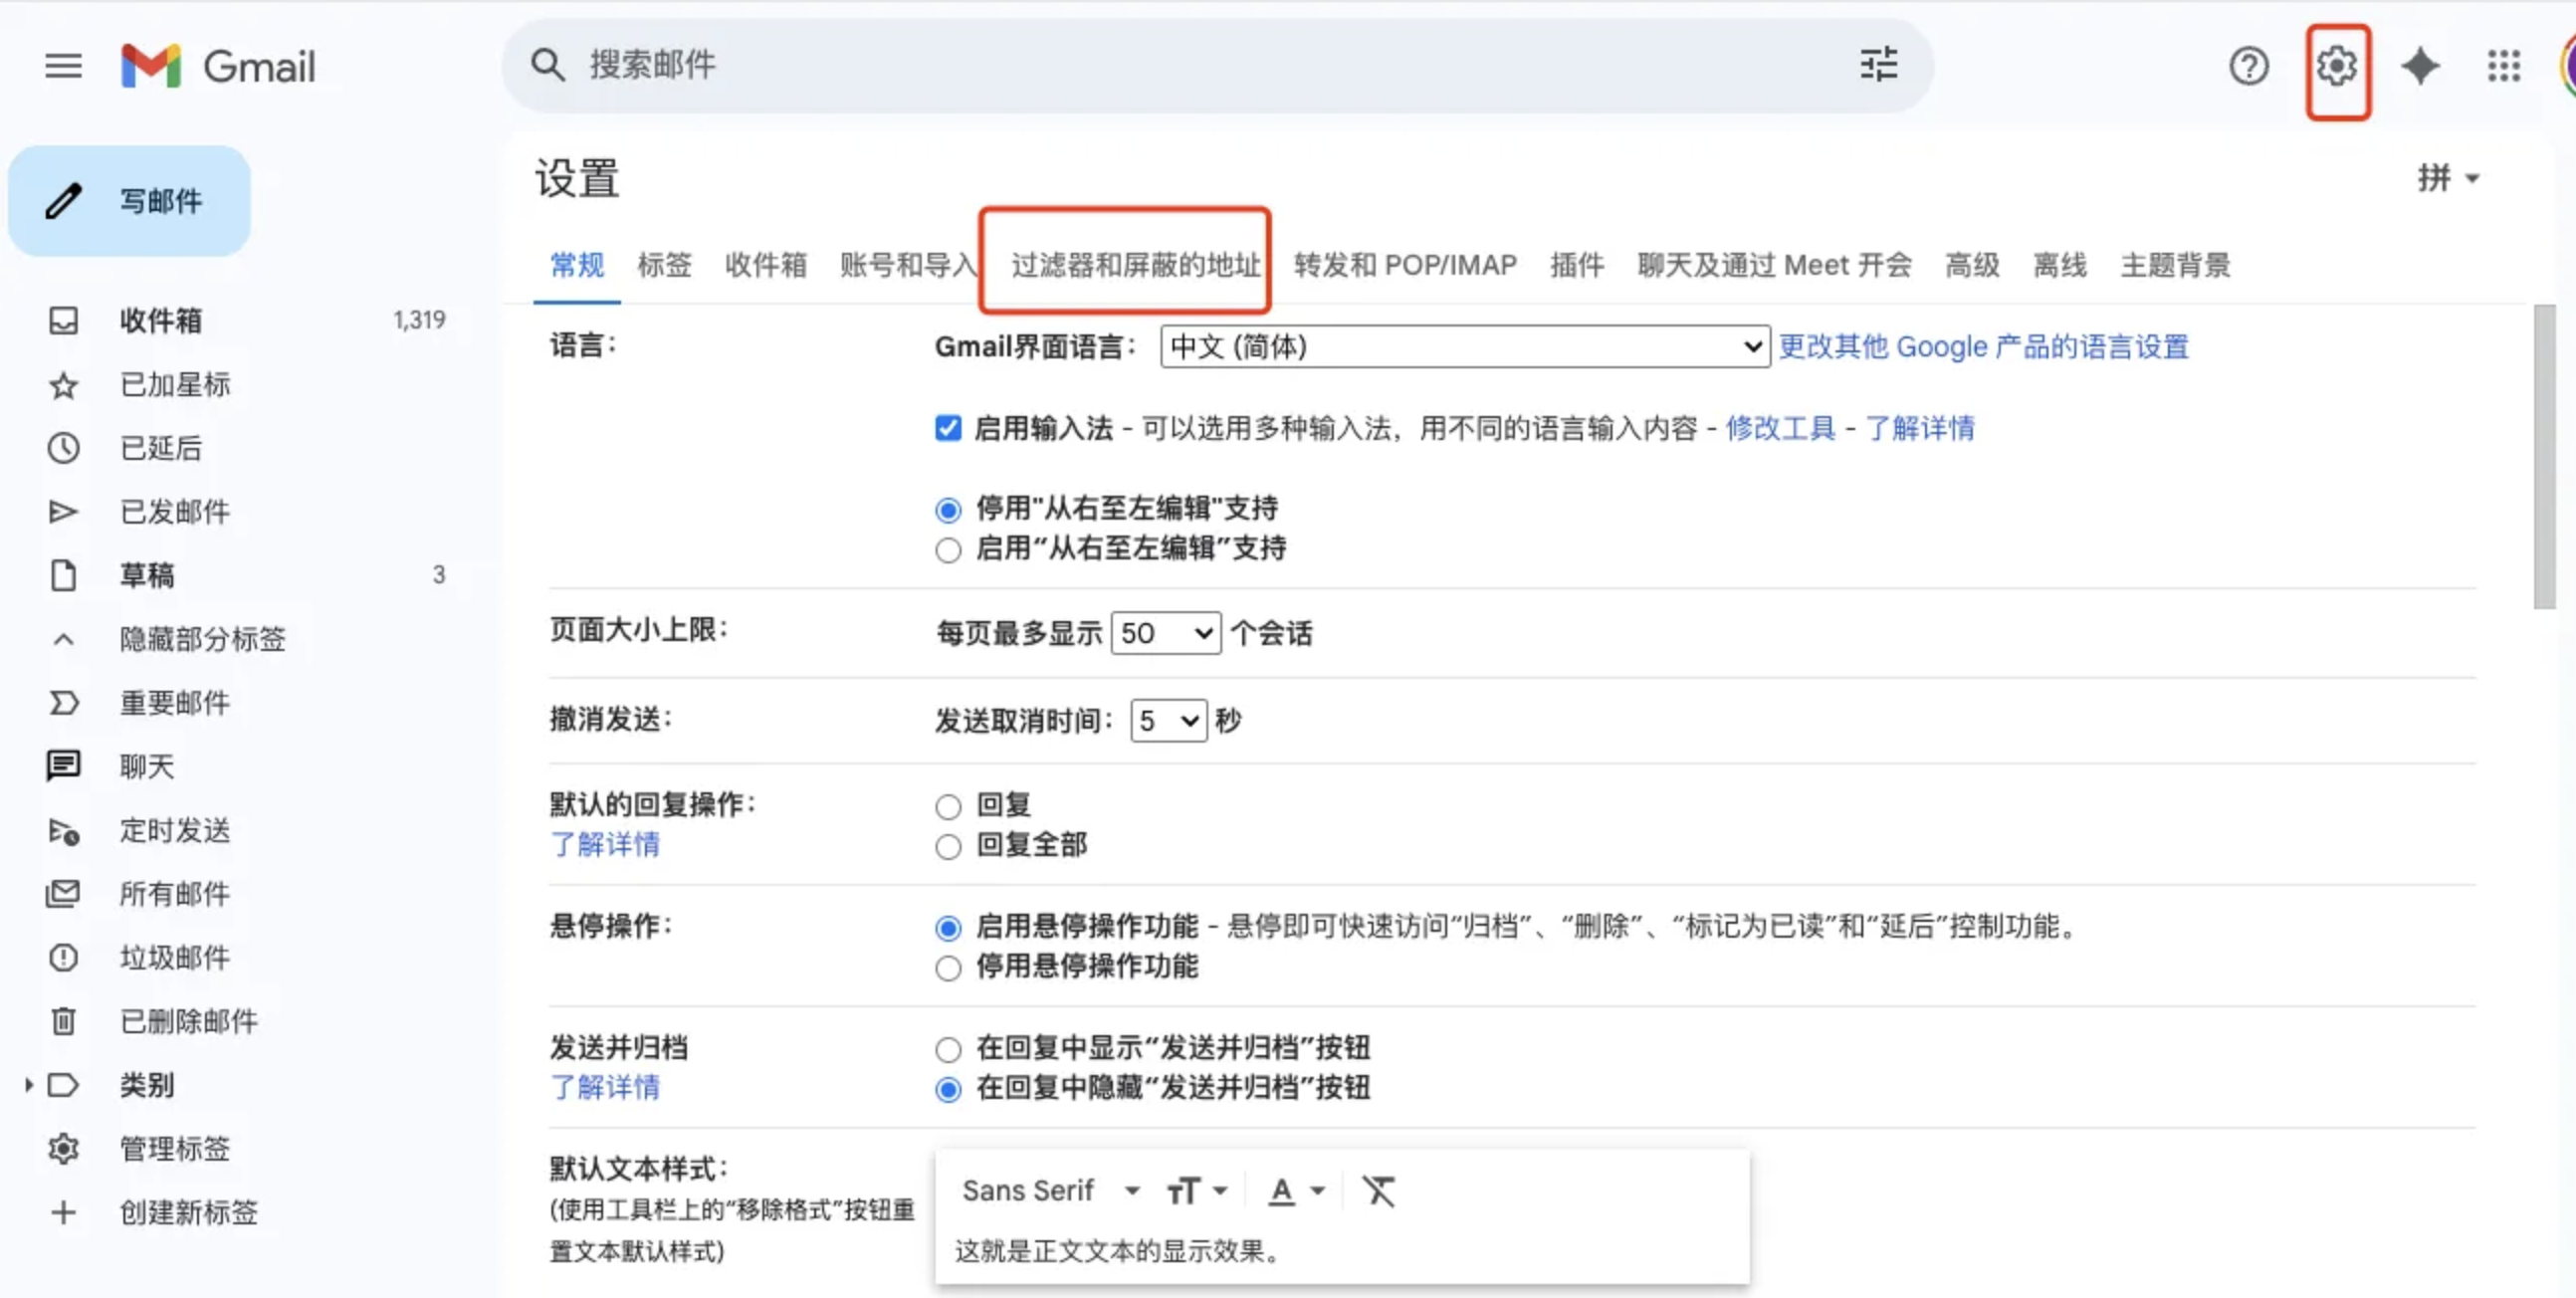 Gmail
搜索邮件
写邮件
收件箱 1,319
已加星标
已延后
已发邮件
草稿 3
隐藏部分标签
重要邮件
聊天
定时发送
所有邮件
垃圾邮件
已删除邮件
类别
管理标签
创建新标签
设置
拼
常规 标签 收件箱 账号和导入 过滤器和屏蔽的地址 转发和 POP/IMAP 插件 聊天及通过 Meet 开会 高级 离线 主题背景
语言： Gmail界面语言： 中文 (简体) 更改其他 Google 产品的语言设置
启用输入法 - 可以选用多种输入法，用不同的语言输入内容 - 修改工具 - 了解详情
停用"从右至左编辑"支持
启用“从右至左编辑”支持
页面大小上限： 每页最多显示 50 个会话
撤消发送： 发送取消时间： 5 秒
默认的回复操作： 回复
了解详情 回复全部
悬停操作： 启用悬停操作功能 - 悬停即可快速访问“归档”、“删除”、“标记为已读”和“延后”控制功能。
停用悬停操作功能
发送并归档 在回复中显示“发送并归档”按钮
了解详情 在回复中隐藏“发送并归档”按钮
默认文本样式：
(使用工具栏上的“移除格式”按钮重
置文本默认样式)
Sans Serif
这就是正文文本的显示效果。